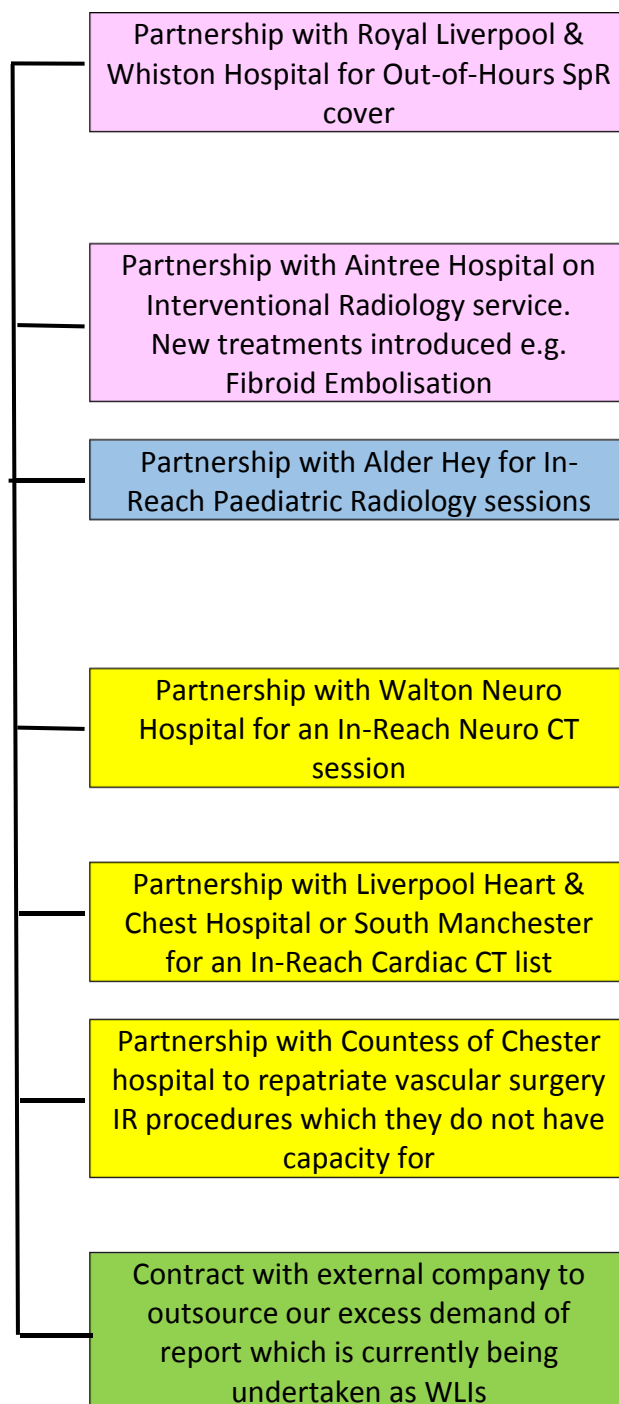 Partnership with Royal Liverpool &
Whiston Hospital for Out-of-Hours SpR
cover
Partnership with Aintree Hospital on
Interventional Radiology service.
New treatments introduced e.g.
Fibroid Embolisation
Partnership with Alder Hey for In-
Reach Paediatric Radiology sessions
Partnership with Walton Neuro
Hospital for an In-Reach Neuro CT
session
Partnership with Liverpool Heart &
Chest Hospital or South Manchester
for an In-Reach Cardiac CT list
Partnership with Countess of Chester
hospital to repatriate vascular surgery
IR procedures which they do not have
capacity for
Contract with external company to
outsource our excess demand of
report which is currently being
undertaken as WLIs